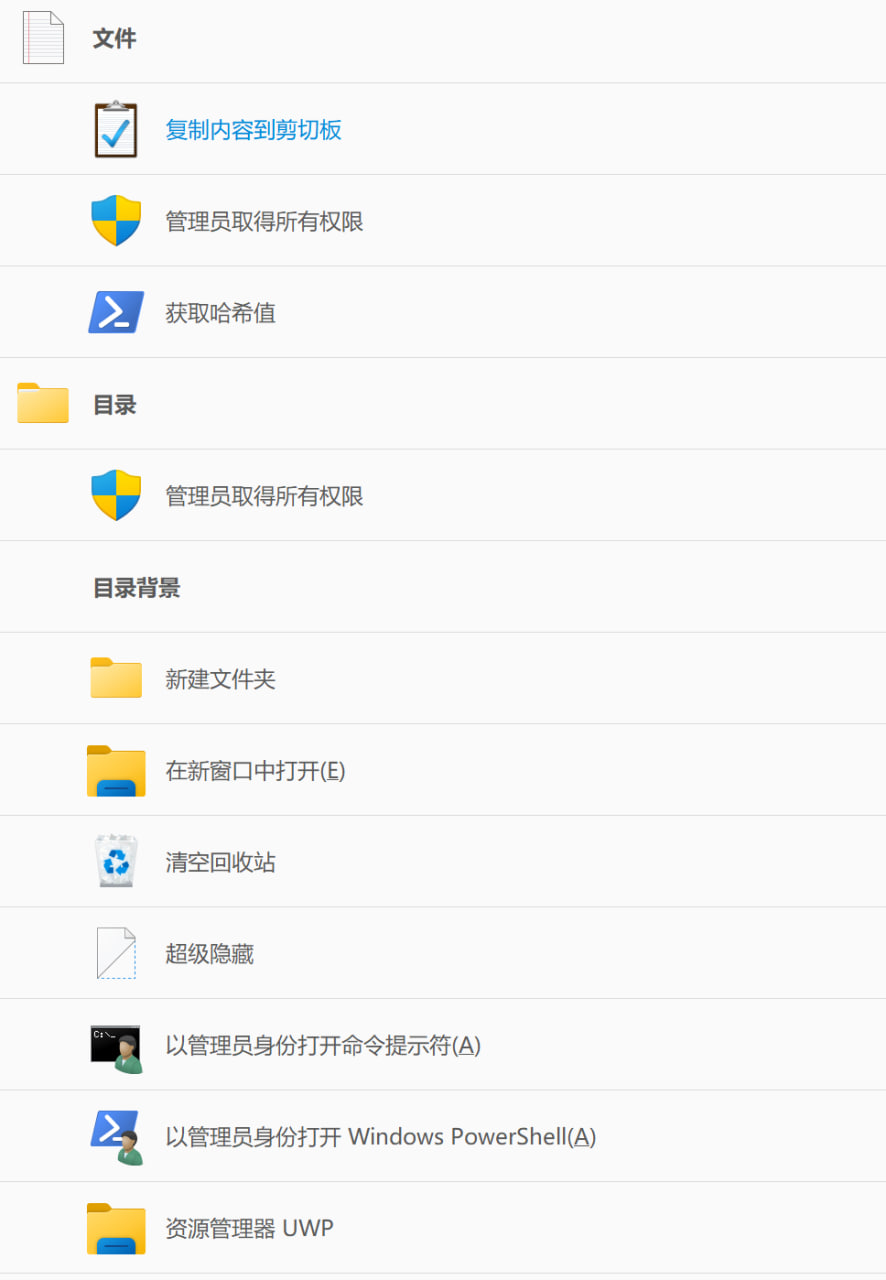 文件
复制内容到剪切板
管理员取得所有权限
获取哈希值
目录
管理员取得所有权限
目录背景
新建文件夹
在新窗口中打开(E)
清空回收站
超级隐藏
C:\_
以管理员身份打开命令提示符(A)
以管理员身份打开 Windows PowerShell(A)
资源管理器 UWP